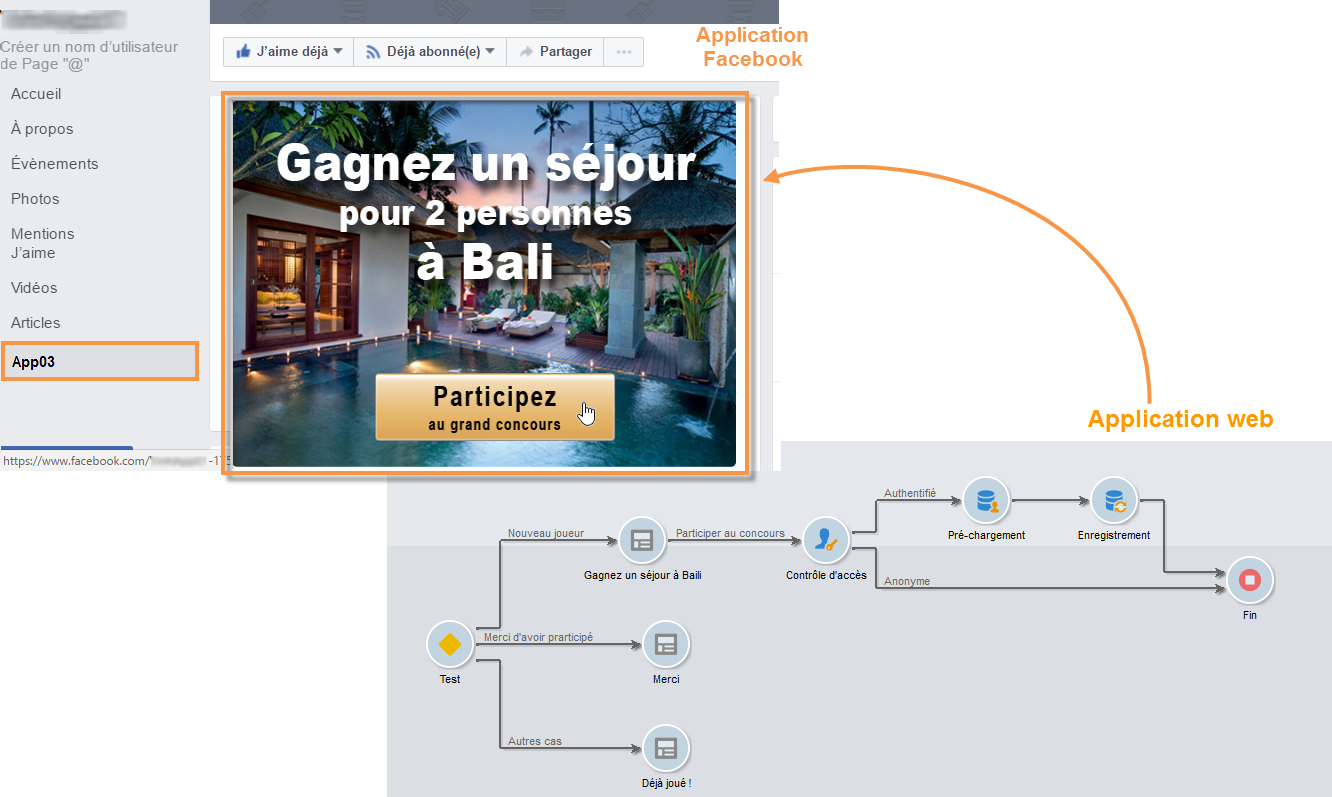 Créer un nom d'utilisateur
de Page "@"
Accueil
À propos
Évènements
Photos
Mentions
J'aime
Vidéos
Articles
App03
https://www.facebook.com/
J'aime déjà
Déjà abonné(e)
Partager
...
Application
Facebook
Gagnez un séjour
pour 2 personnes
à Bali
Participez
au grand concours
Application web
Authentifié
Pré-chargement
Enregistrement
Nouveau joueur
Participer au concours
Gagnez un séjour à Baili
Contrôle d'accès
Anonyme
Fin
Merci d'avoir prarticipé
Test
Merci
Autres cas
Déjà joué !